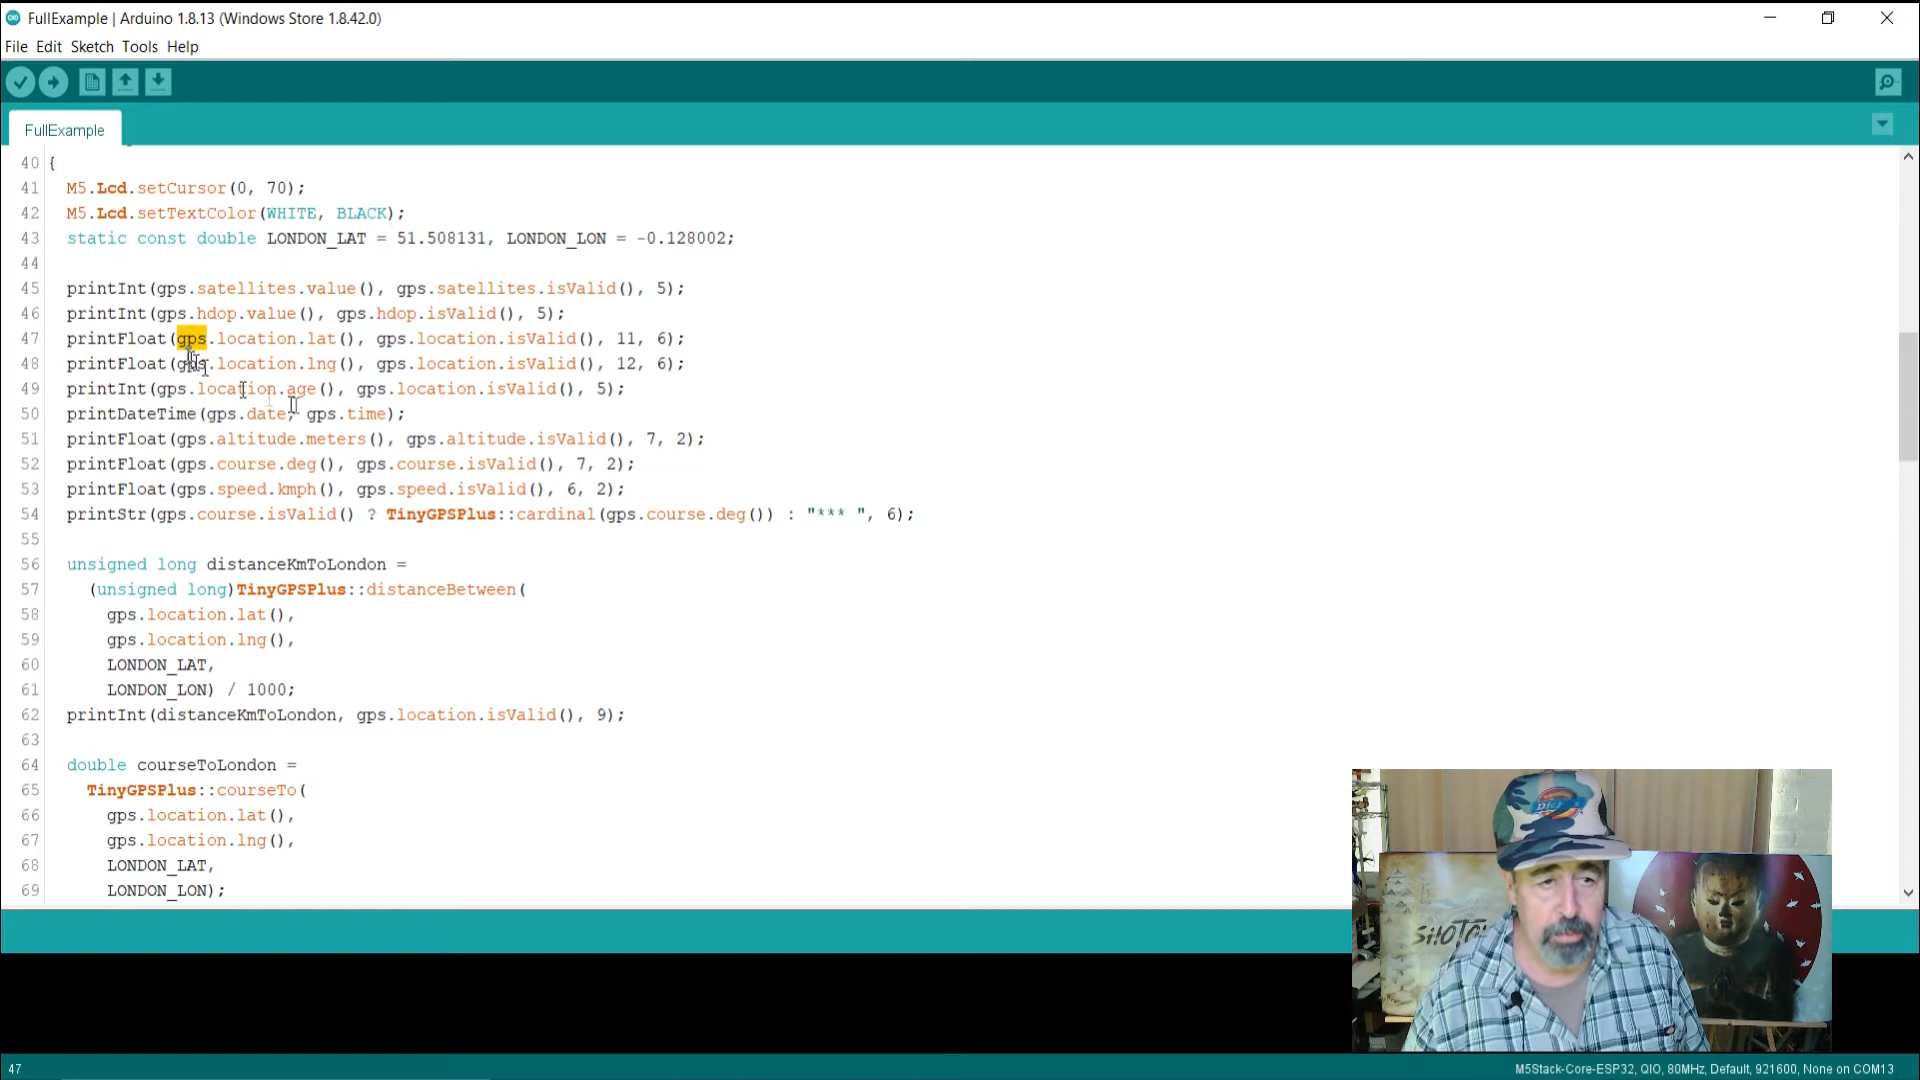 FullExample | Arduino 1.8.13 (Windows Store 1.8.42.0)
File Edit Sketch Tools Help
FullExample
40 {
41 M5.Lcd.setCursor(0, 70);
42 M5.Lcd.setTextColor(WHITE, BLACK);
43 static const double LONDON_LAT = 51.508131, LONDON_LON = -0.128002;
44
45 printInt(gps.satellites.value(), gps.satellites.isValid(), 5);
46 printInt(gps.hdop.value(), gps.hdop.isValid(), 5);
47 printFloat(gps.location.lat(), gps.location.isValid(), 11, 6);
48 printFloat(gps.location.lng(), gps.location.isValid(), 12, 6);
49 printInt(gps.location.age(), gps.location.isValid(), 5);
50 printDateTime(gps.date, gps.time);
51 printFloat(gps.altitude.meters(), gps.altitude.isValid(), 7, 2);
52 printFloat(gps.course.deg(), gps.course.isValid(), 7, 2);
53 printFloat(gps.speed.kmph(), gps.speed.isValid(), 6, 2);
54 printStr(gps.course.isValid() ? TinyGPSPlus::cardinal(gps.course.deg()) : "*** ", 6);
55
56 unsigned long distanceKmToLondon =
57 (unsigned long)TinyGPSPlus::distanceBetween(
58 gps.location.lat(),
59 gps.location.lng(),
60 LONDON_LAT,
61 LONDON_LON) / 1000;
62 printInt(distanceKmToLondon, gps.location.isValid(), 9);
63
64 double courseToLondon =
65 TinyGPSPlus::courseTo(
66 gps.location.lat(),
67 gps.location.lng(),
68 LONDON_LAT,
69 LONDON_LON);
47
M5Stack-Core-ESP32, QIO, 80MHz, Default, 921600, None on COM13